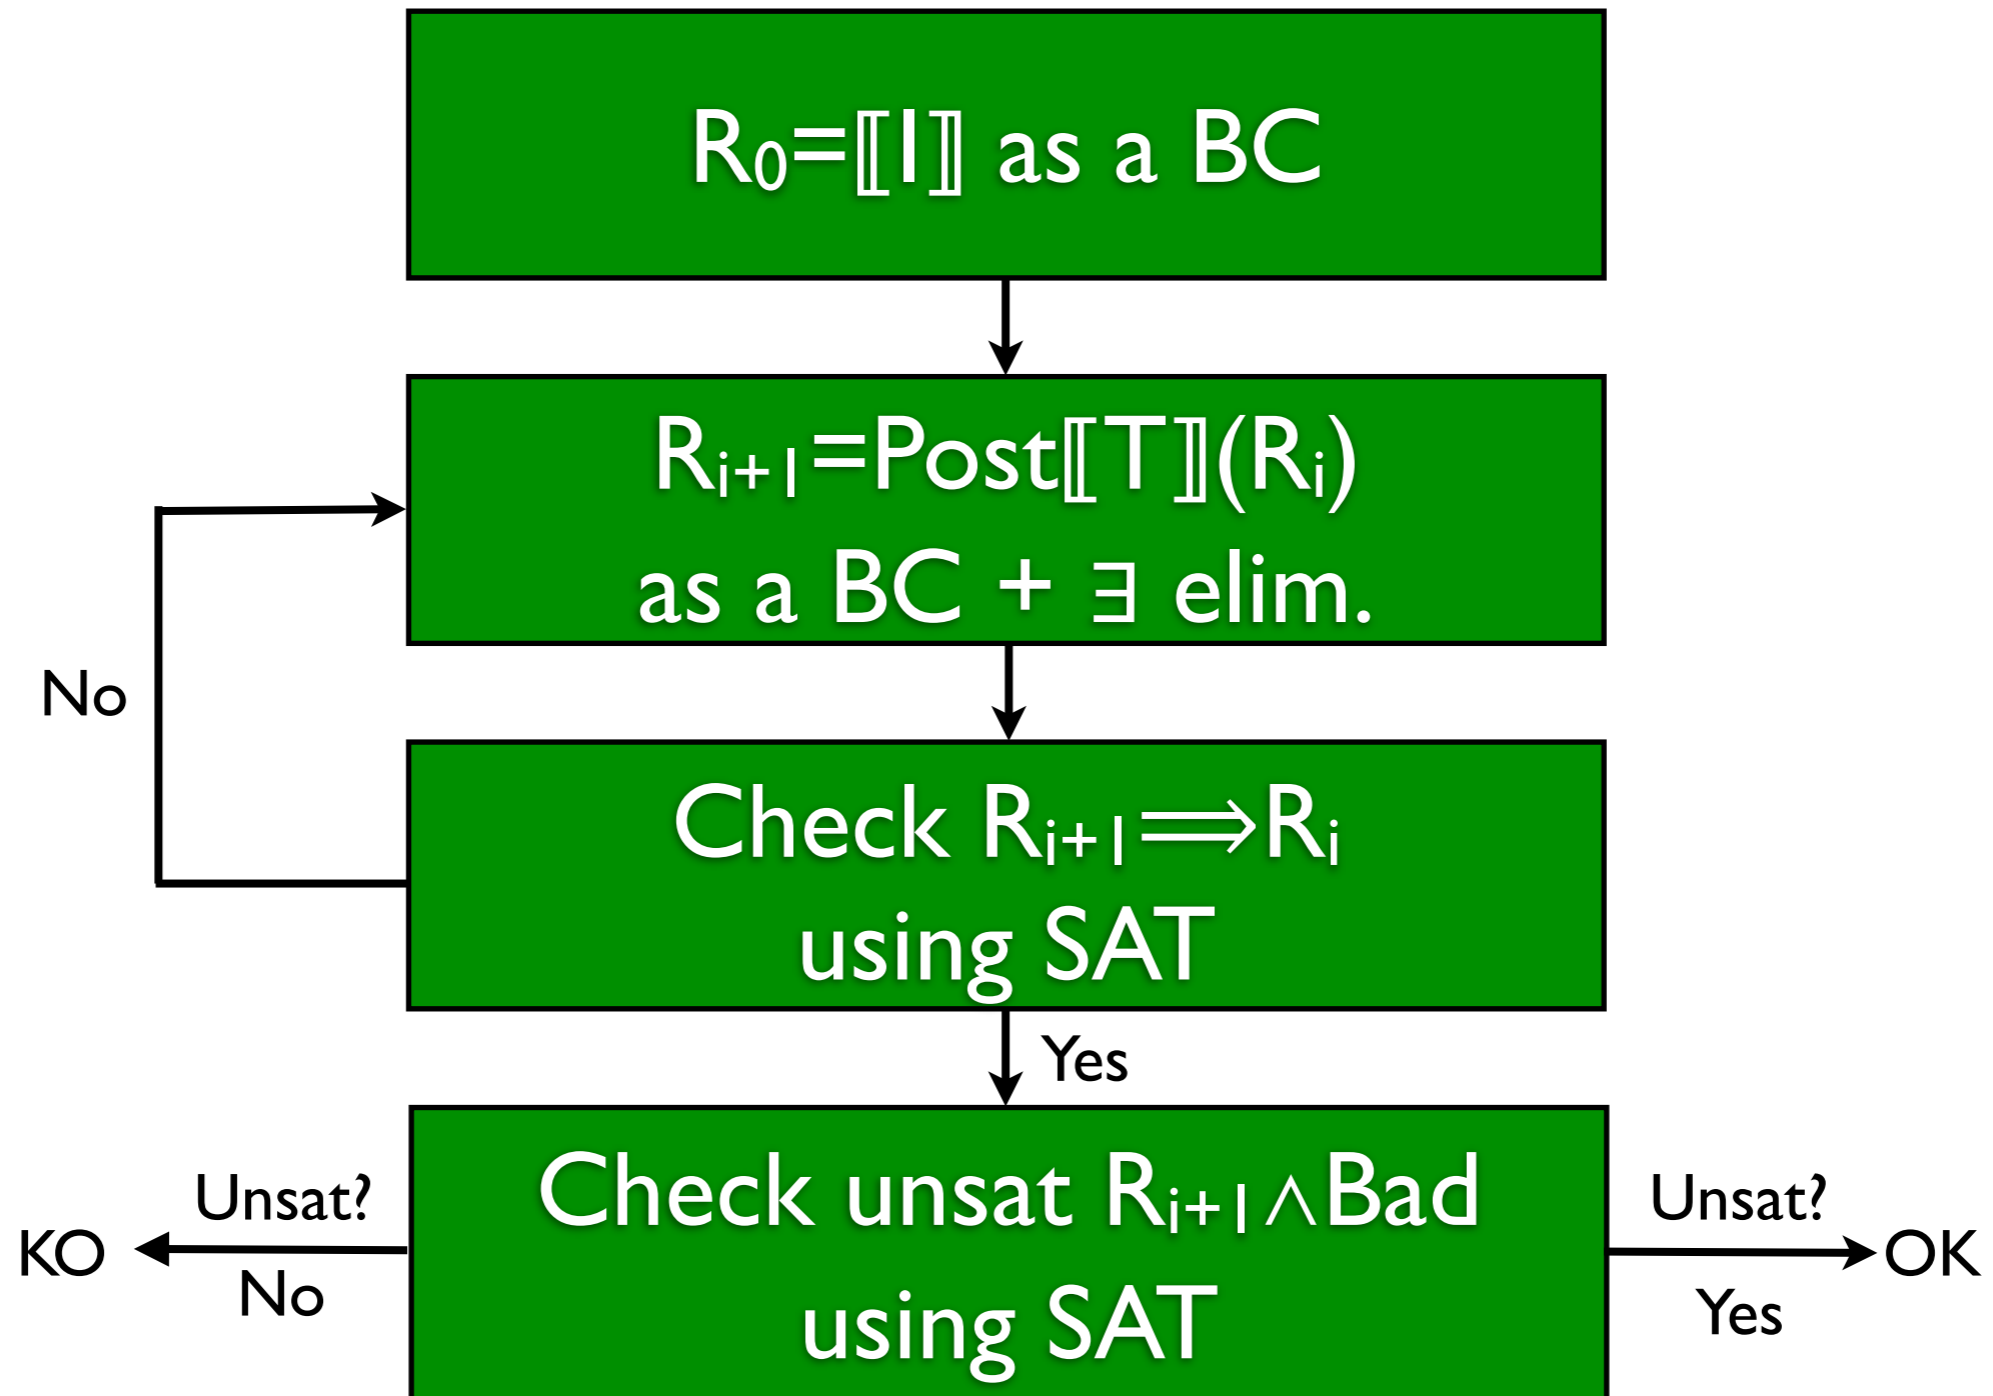 R₀=⟦I⟧ as a BC
Rᵢ₊₁=Post⟦T⟧(Rᵢ)
as a BC + ∃ elim.
No
Check Rᵢ₊₁⟹Rᵢ
using SAT
Yes
Check unsat Rᵢ₊₁∧Bad
using SAT
Unsat?
KO
No
Unsat?
OK
Yes